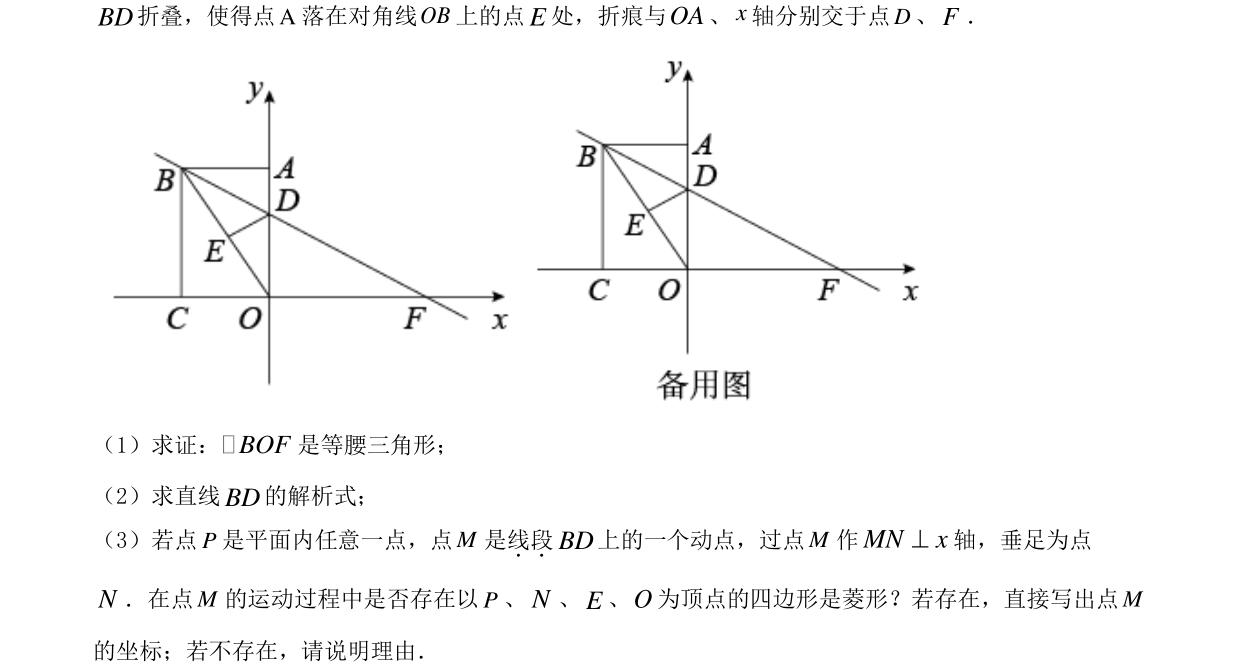 BD折叠，使得点A落在对角线OB上的点E处，折痕与OA、x轴分别交于点D、F．
y
B
A
D
E
C
O
F
x
y
B
A
D
E
C
O
F
x
备用图
（1）求证：□BOF是等腰三角形；
（2）求直线BD的解析式；
（3）若点P是平面内任意一点，点M是线段BD上的一个动点，过点M作MN⊥x轴，垂足为点
N．在点M的运动过程中是否存在以P、N、E、O为顶点的四边形是菱形？若存在，直接写出点M
的坐标；若不存在，请说明理由．